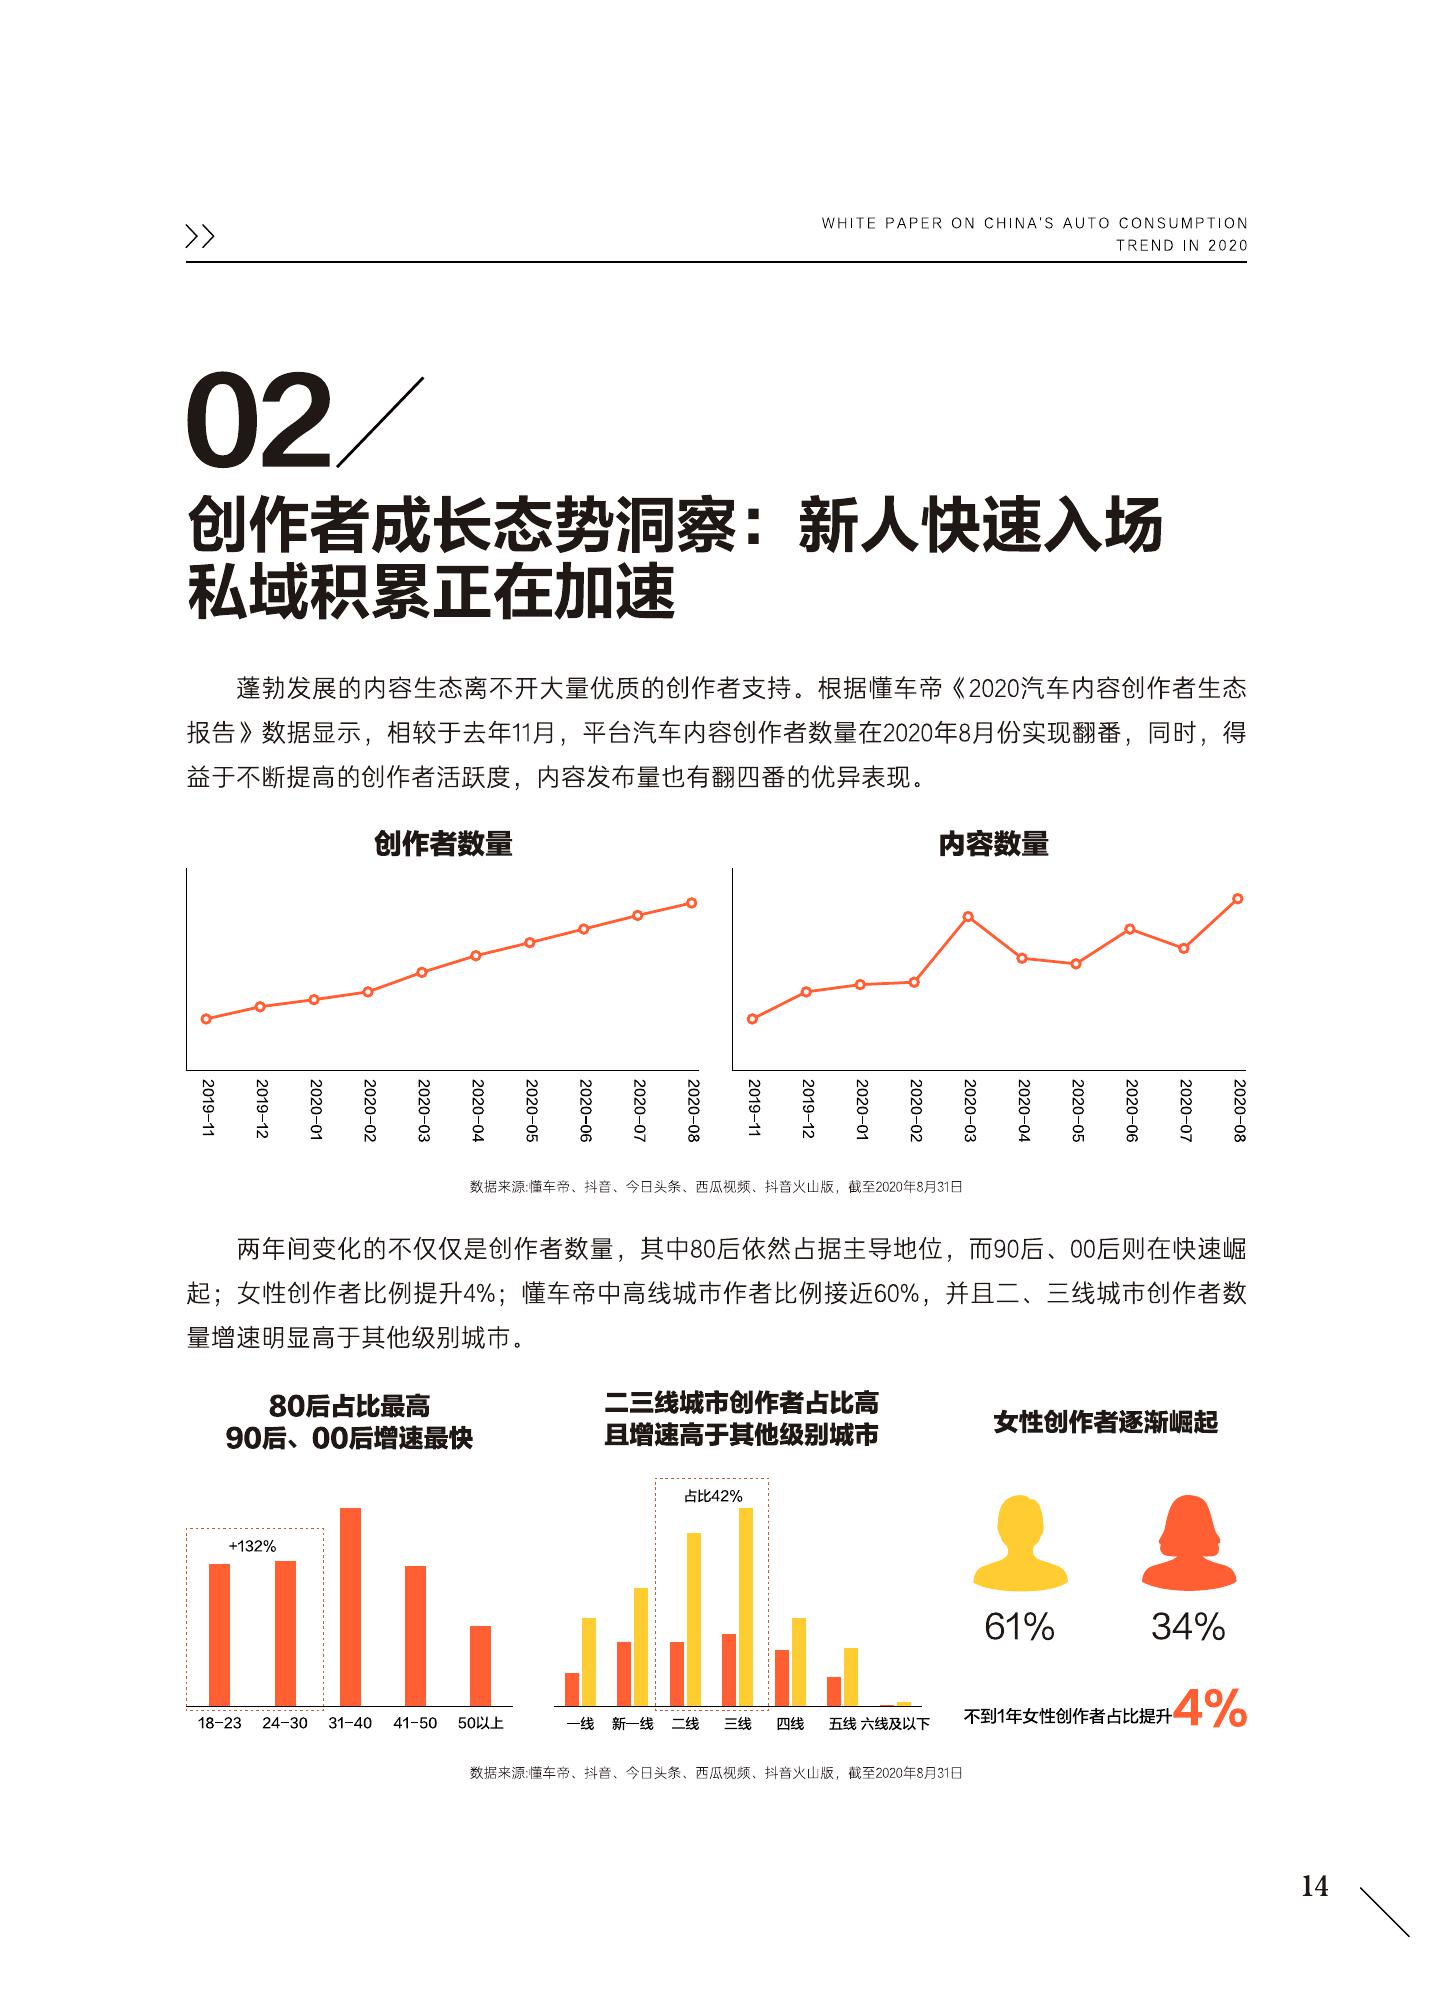 WHITE PAPER ON CHINA'S AUTO CONSUMPTION
TREND IN 2020
02
创作者成长态势洞察：新人快速入场
私域积累正在加速
蓬勃发展的内容生态离不开大量优质的创作者支持。根据懂车帝《2020汽车内容创作者生态
报告》数据显示，相较于去年11月，平台汽车内容创作者数量在2020年8月份实现翻番，同时，得
益于不断提高的创作者活跃度，内容发布量也有翻四番的优异表现。
创作者数量
2019-11 2019-12 2020-01 2020-02 2020-03 2020-04 2020-05 2020-06 2020-07 2020-08
内容数量
2019-11 2019-12 2020-01 2020-02 2020-03 2020-04 2020-05 2020-06 2020-07 2020-08
数据来源:懂车帝、抖音、今日头条、西瓜视频、抖音火山版，截至2020年8月31日
两年间变化的不仅仅是创作者数量，其中80后依然占据主导地位，而90后、00后则在快速崛
起；女性创作者比例提升4%；懂车帝中高线城市作者比例接近60%，并且二、三线城市创作者数
量增速明显高于其他级别城市。
80后占比最高
90后、00后增速最快
+132%
18-23 24-30 31-40 41-50 50以上
二三线城市创作者占比高
且增速高于其他级别城市
占比42%
一线 新一线 二线 三线 四线 五线 六线及以下
女性创作者逐渐崛起
61% 34%
不到1年女性创作者占比提升4%
数据来源:懂车帝、抖音、今日头条、西瓜视频、抖音火山版，截至2020年8月31日
14